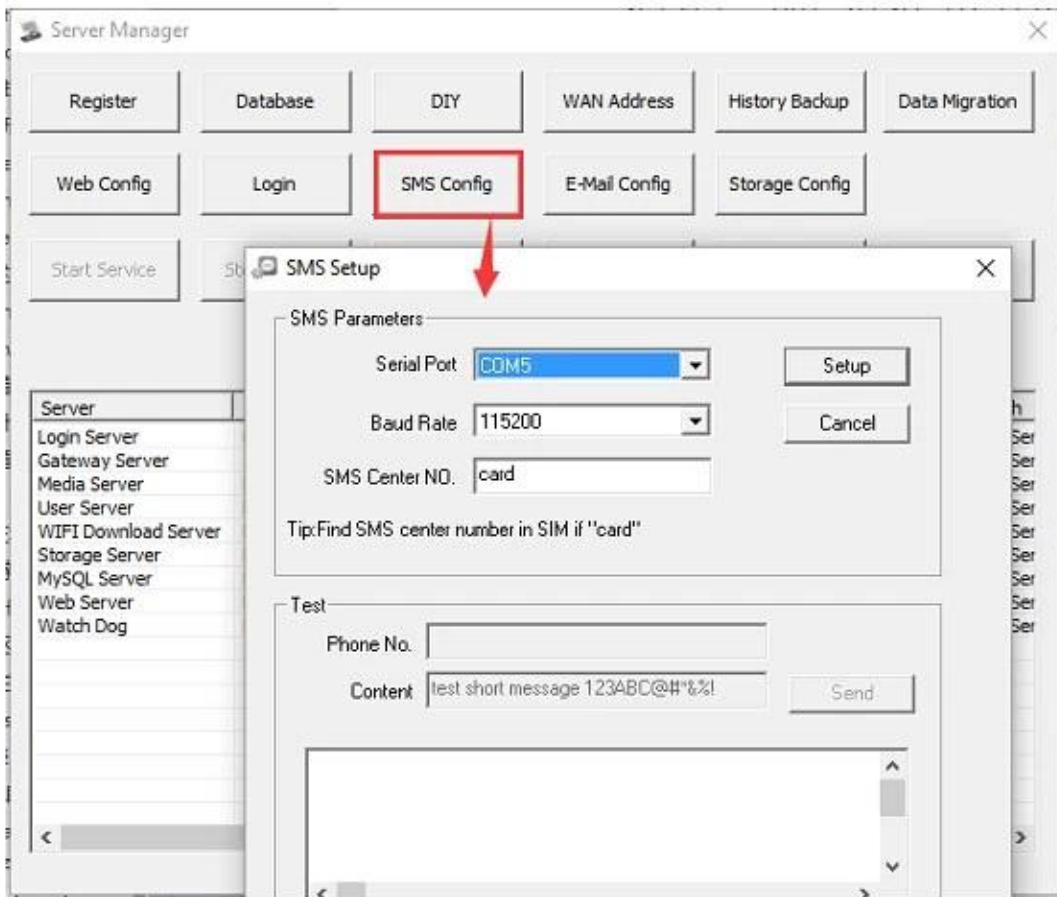 Server Manager
Register Database DIY WAN Address History Backup Data Migration
Web Config Login SMS Config E-Mail Config Storage Config
Start Service
SMS Setup
SMS Parameters
Serial Port COM5 Setup
Baud Rate 115200 Cancel
SMS Center NO. card
Tip:Find SMS center number in SIM if "card"
Server
Login Server
Gateway Server
Media Server
User Server
WIFI Download Server
Storage Server
MySQL Server
Web Server
Watch Dog
Test
Phone No.
Content test short message 123ABC@#*&%! Send